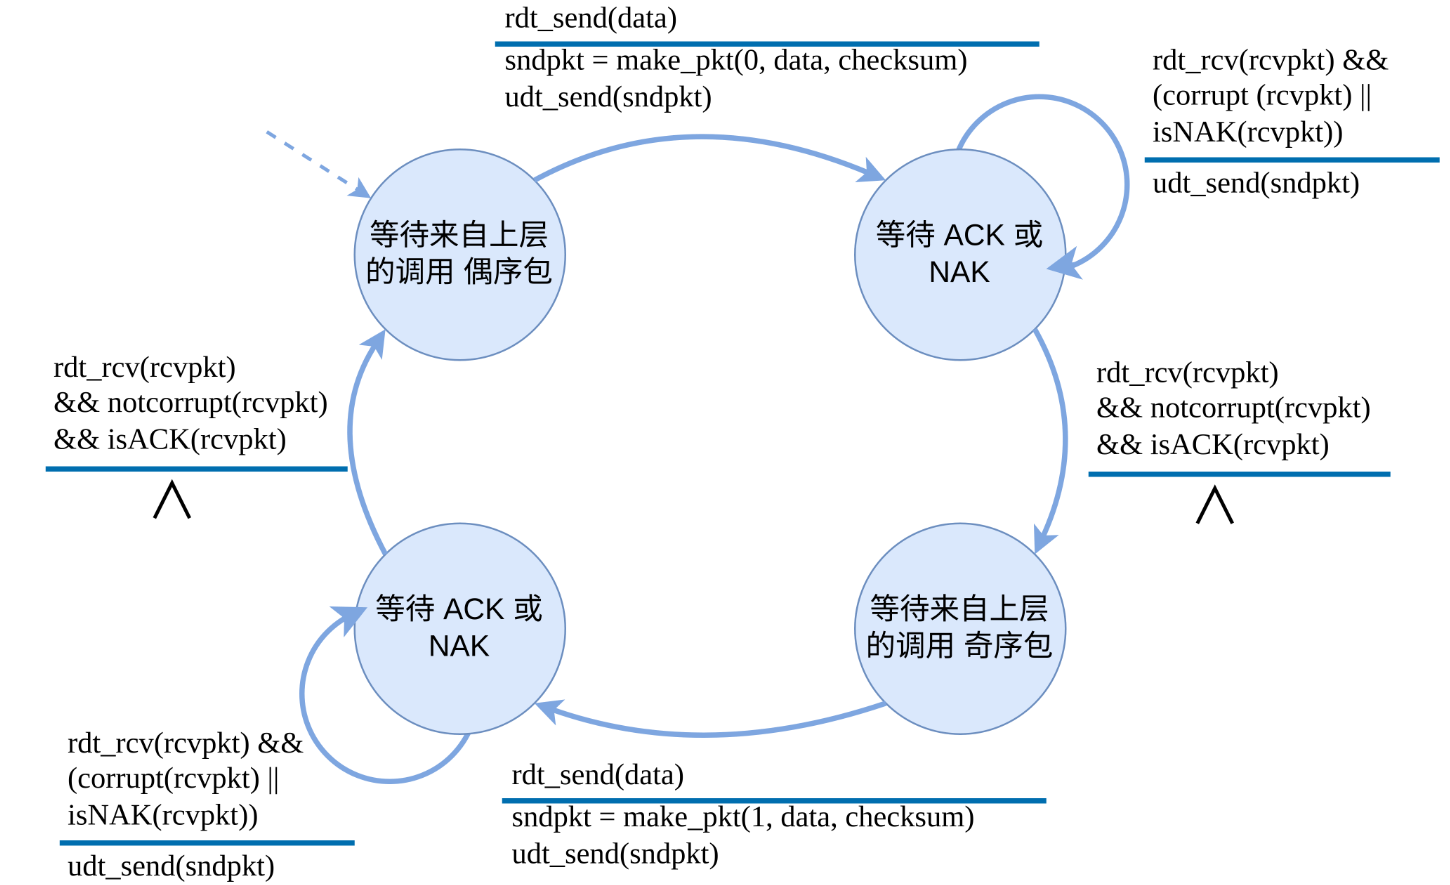 rdt_send(data)
sndpkt = make_pkt(0, data, checksum)
udt_send(sndpkt)
rdt_rcv(rcvpkt) &&
(corrupt (rcvpkt) ||
isNAK(rcvpkt))
udt_send(sndpkt)
等待来自上层
的调用 偶序包
等待 ACK 或
NAK
rdt_rcv(rcvpkt)
&& notcorrupt(rcvpkt)
&& isACK(rcvpkt)
Λ
rdt_rcv(rcvpkt)
&& notcorrupt(rcvpkt)
&& isACK(rcvpkt)
Λ
等待 ACK 或
NAK
等待来自上层
的调用 奇序包
rdt_rcv(rcvpkt) &&
(corrupt(rcvpkt) ||
isNAK(rcvpkt))
udt_send(sndpkt)
rdt_send(data)
sndpkt = make_pkt(1, data, checksum)
udt_send(sndpkt)